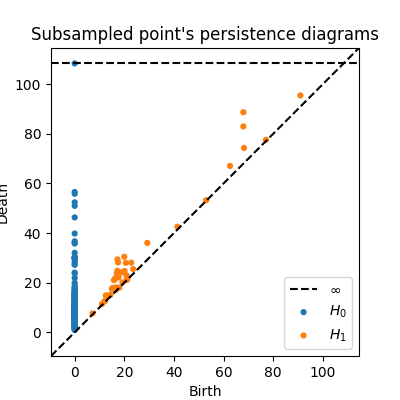 Subsampled point's persistence diagrams
Death
100
80
60
40
20
0
∞
H₀
H₁
0 20 40 60 80 100
Birth